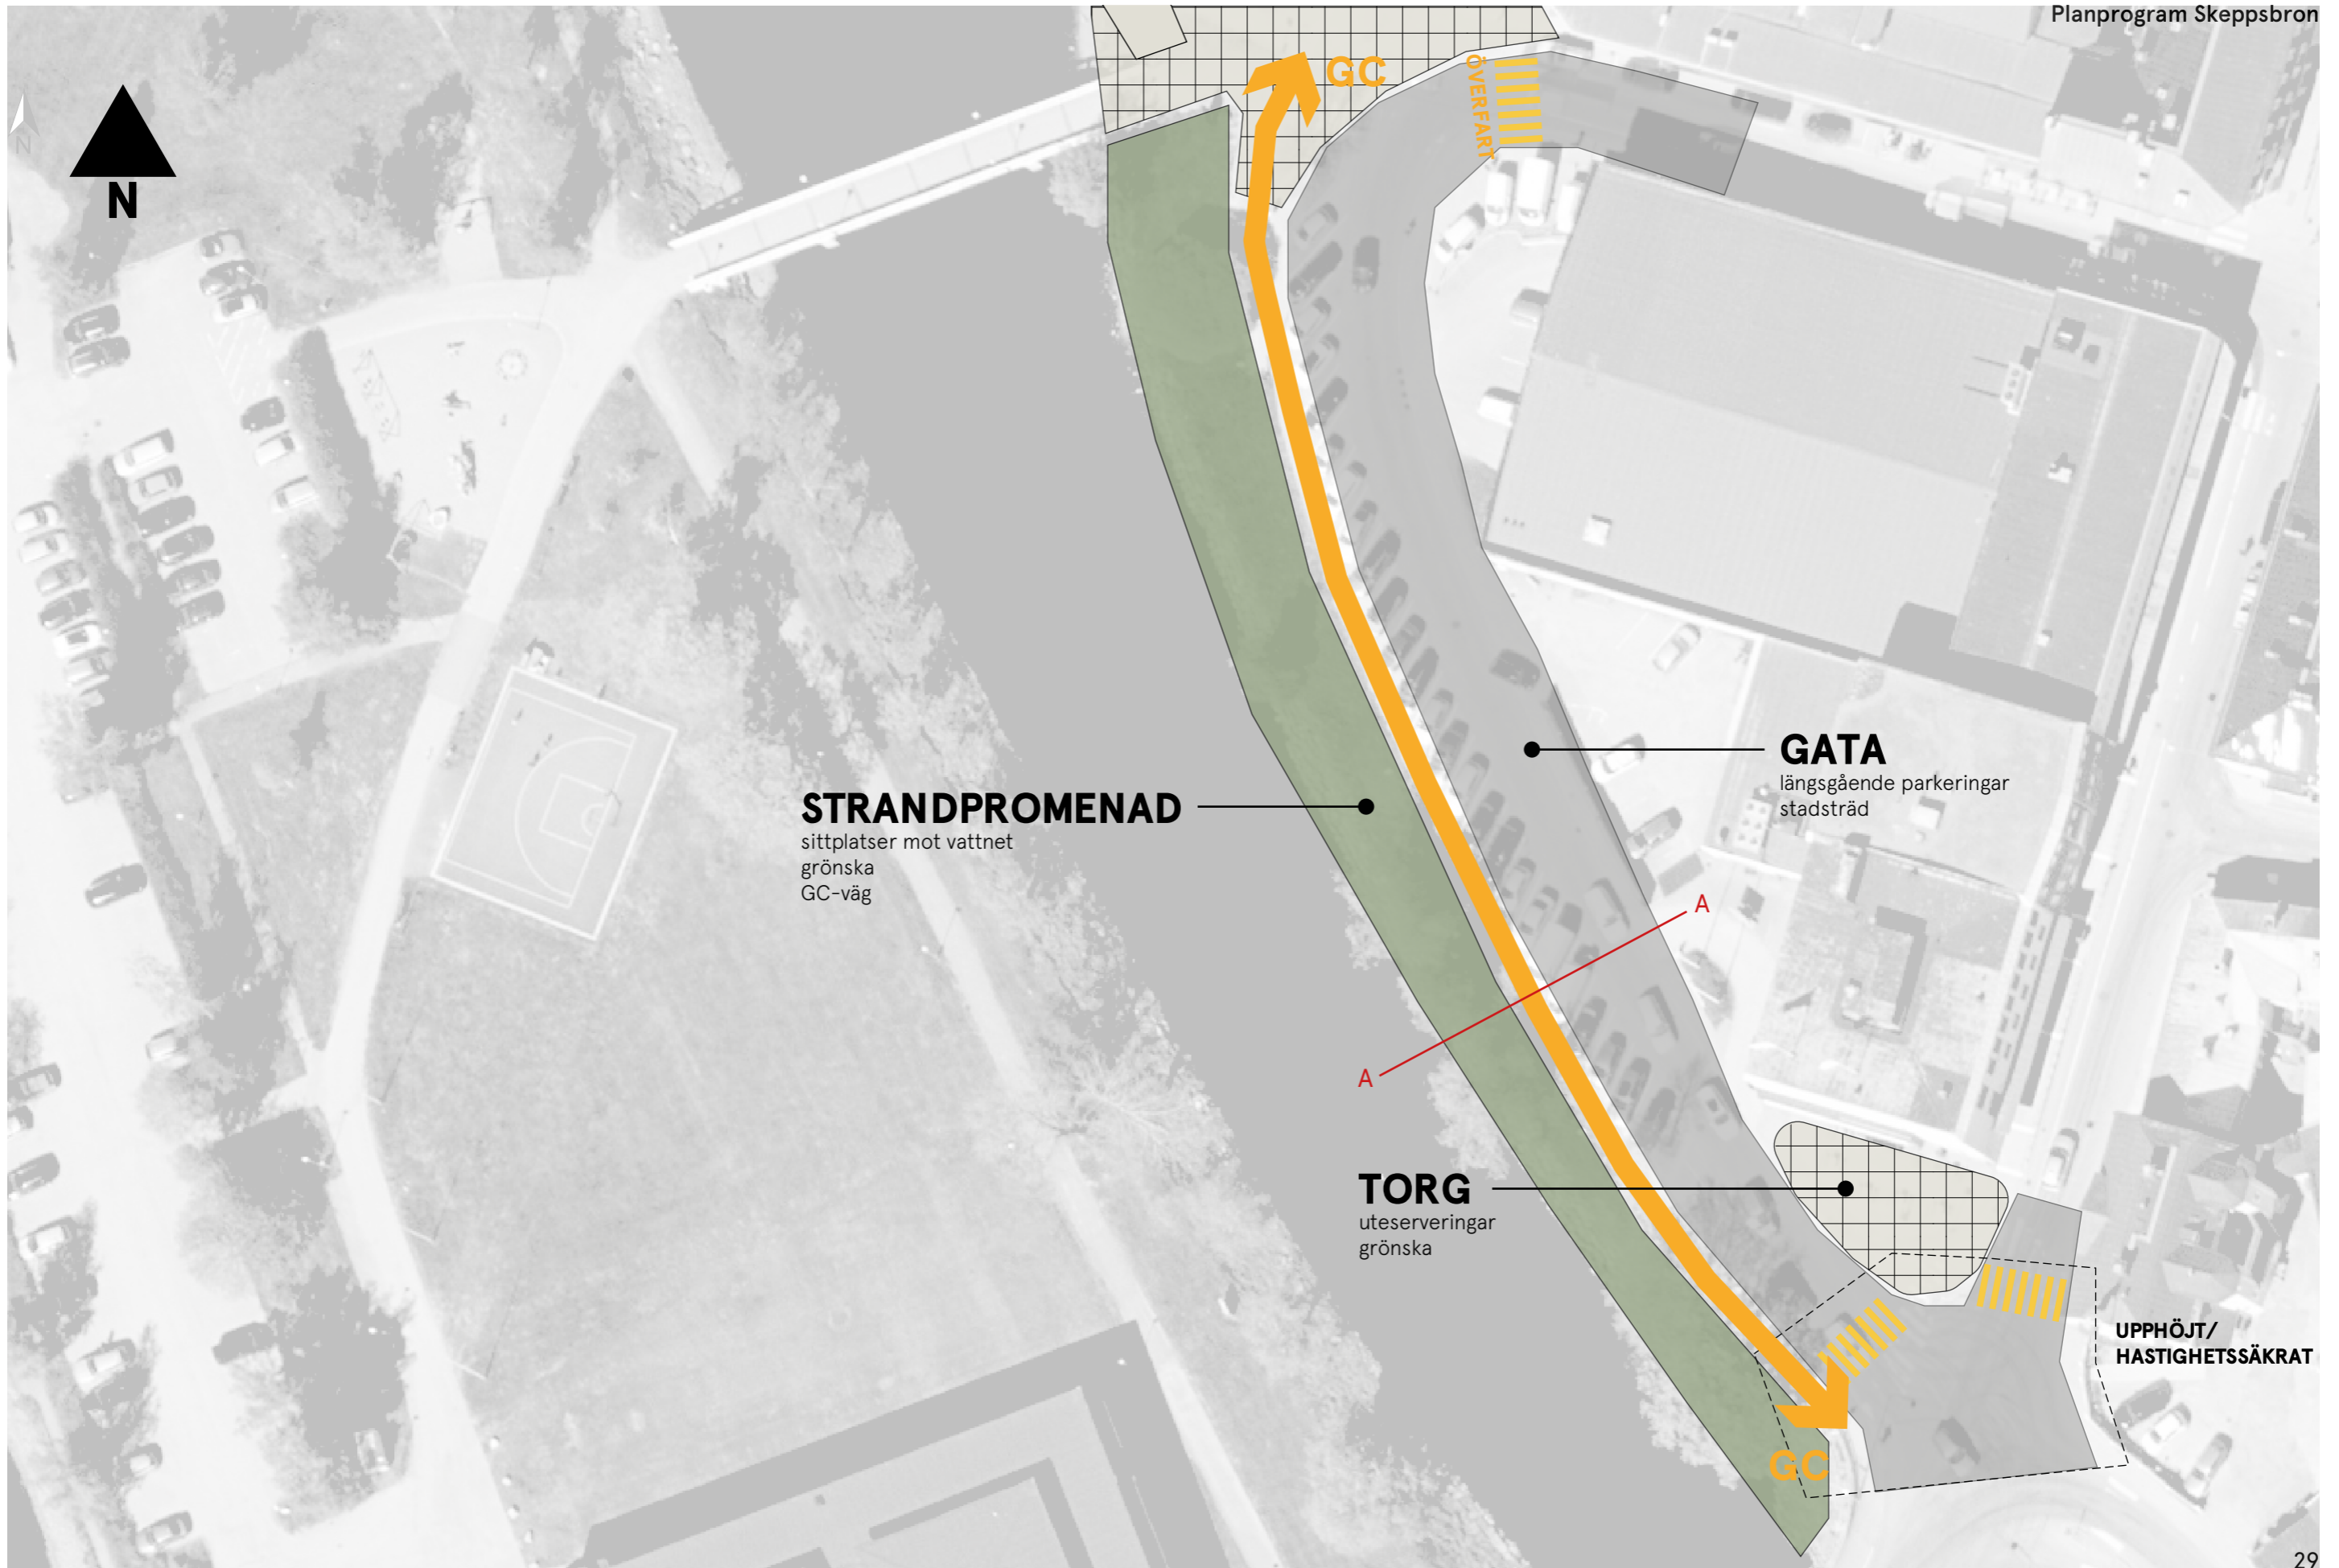 Planprogram Skeppsbron
GC
ÖVERFART
N
N
GATA
längsgående parkeringar
stadsträd
STRANDPROMENAD
sittplatser mot vattnet
grönska
GC-väg
A
A
TORG
uteserveringar
grönska
UPPHÖJT/
HASTIGHETSSÄKRAT
GC
29